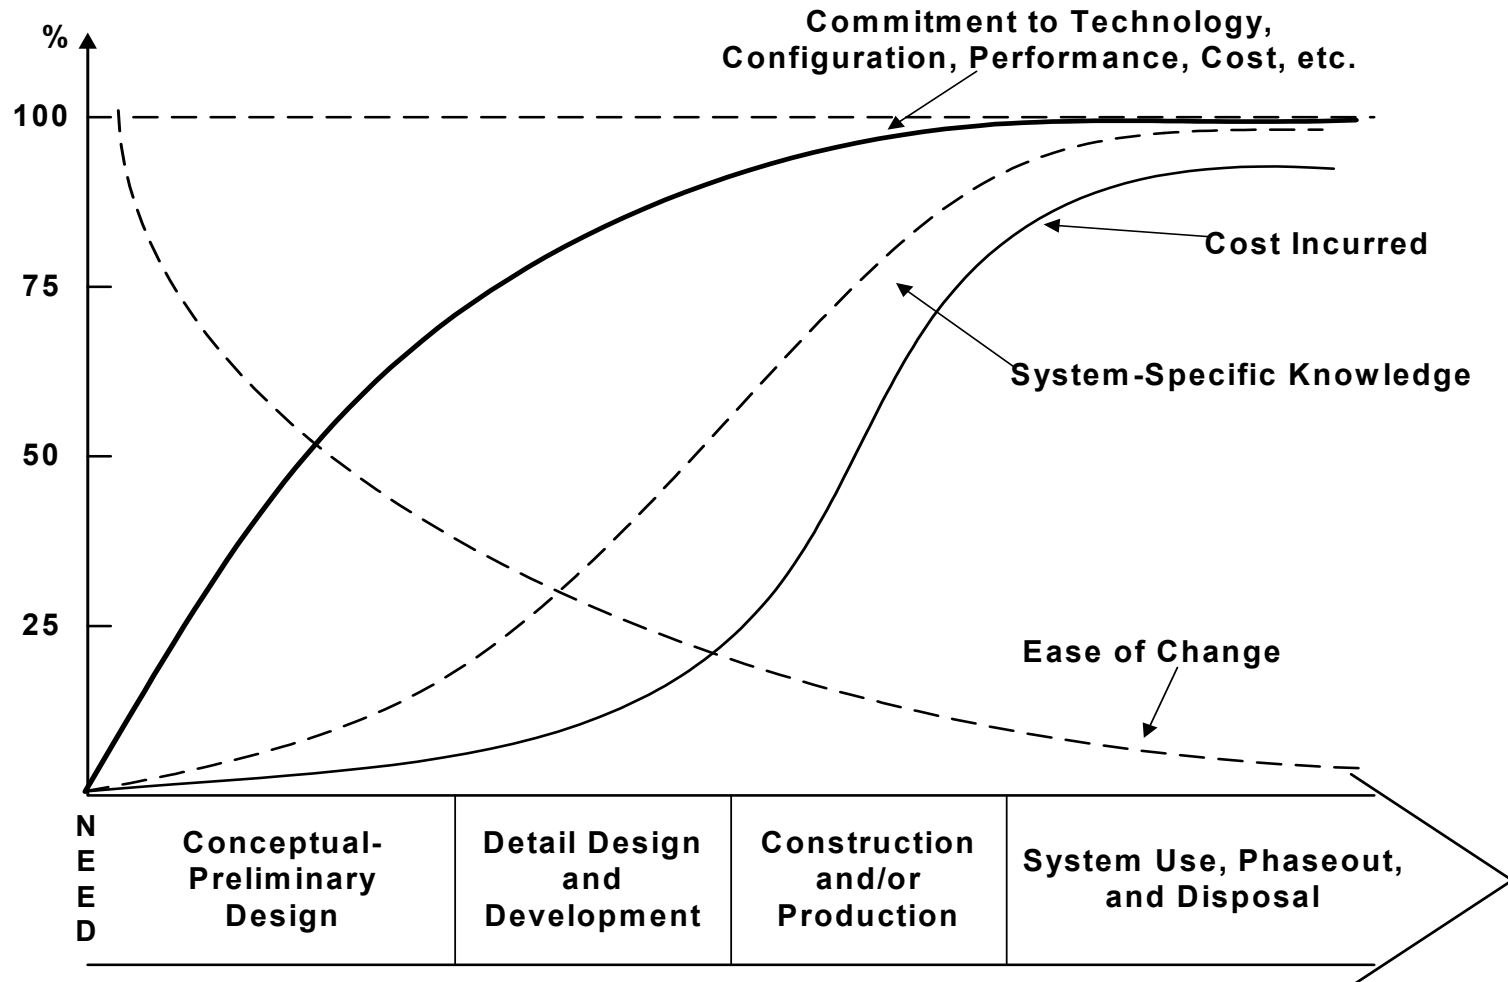 Commitment to Technology,
Configuration, Performance, Cost, etc.
%
100
75
50
25
Cost Incurred
System-Specific Knowledge
Ease of Change
NEED
Conceptual-
Preliminary
Design
Detail Design
and
Development
Construction
and/or
Production
System Use, Phaseout,
and Disposal